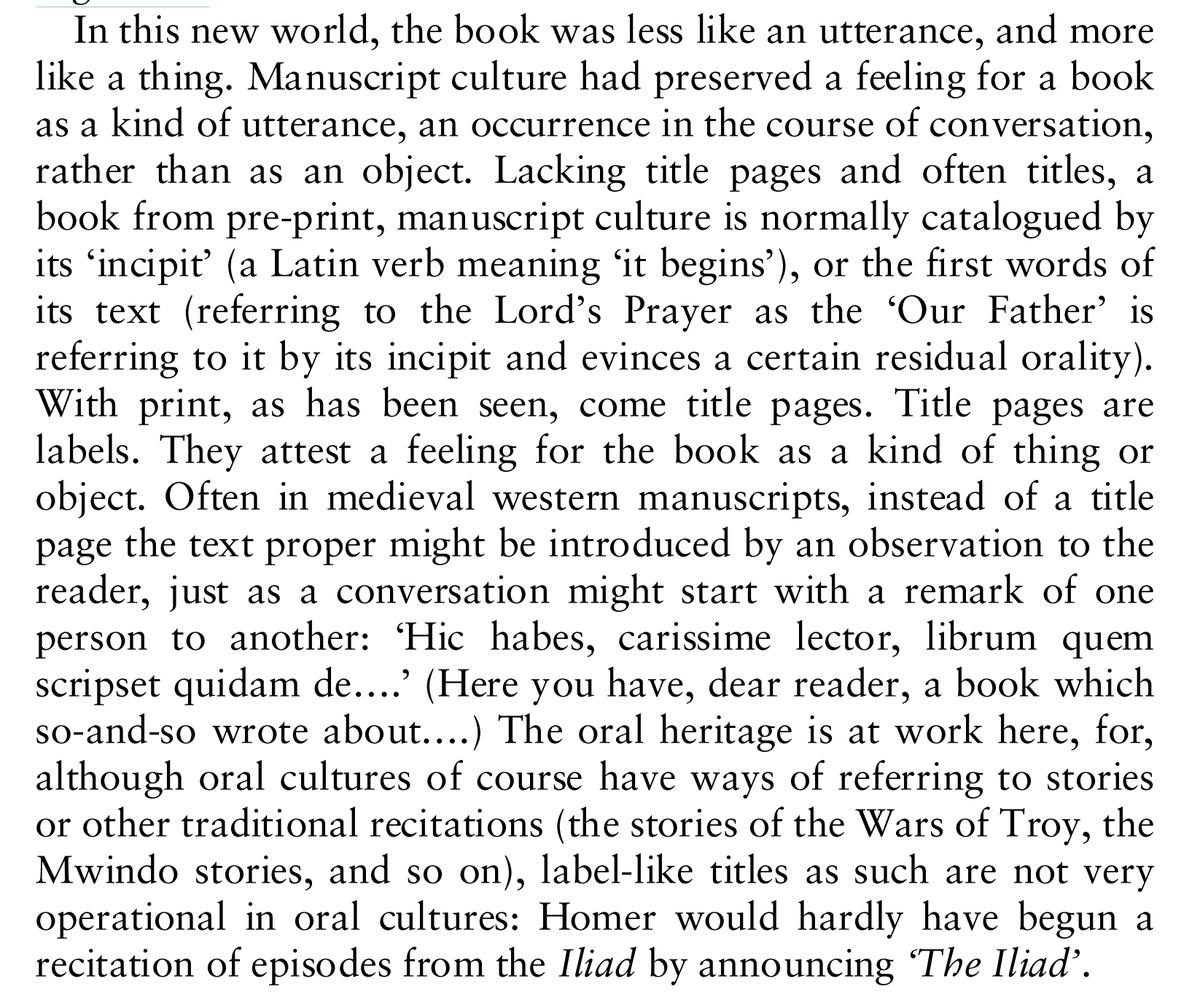 In this new world, the book was less like an utterance, and more
like a thing. Manuscript culture had preserved a feeling for a book
as a kind of utterance, an occurrence in the course of conversation,
rather than as an object. Lacking title pages and often titles, a
book from pre-print, manuscript culture is normally catalogued by
its ‘incipit’ (a Latin verb meaning ‘it begins’), or the first words of
its text (referring to the Lord’s Prayer as the ‘Our Father’ is
referring to it by its incipit and evinces a certain residual orality).
With print, as has been seen, come title pages. Title pages are
labels. They attest a feeling for the book as a kind of thing or
object. Often in medieval western manuscripts, instead of a title
page the text proper might be introduced by an observation to the
reader, just as a conversation might start with a remark of one
person to another: ‘Hic habes, carissime lector, librum quem
scripset quidam de….’ (Here you have, dear reader, a book which
so-and-so wrote about….) The oral heritage is at work here, for,
although oral cultures of course have ways of referring to stories
or other traditional recitations (the stories of the Wars of Troy, the
Mwindo stories, and so on), label-like titles as such are not very
operational in oral cultures: Homer would hardly have begun a
recitation of episodes from the Iliad by announcing ‘The Iliad’.